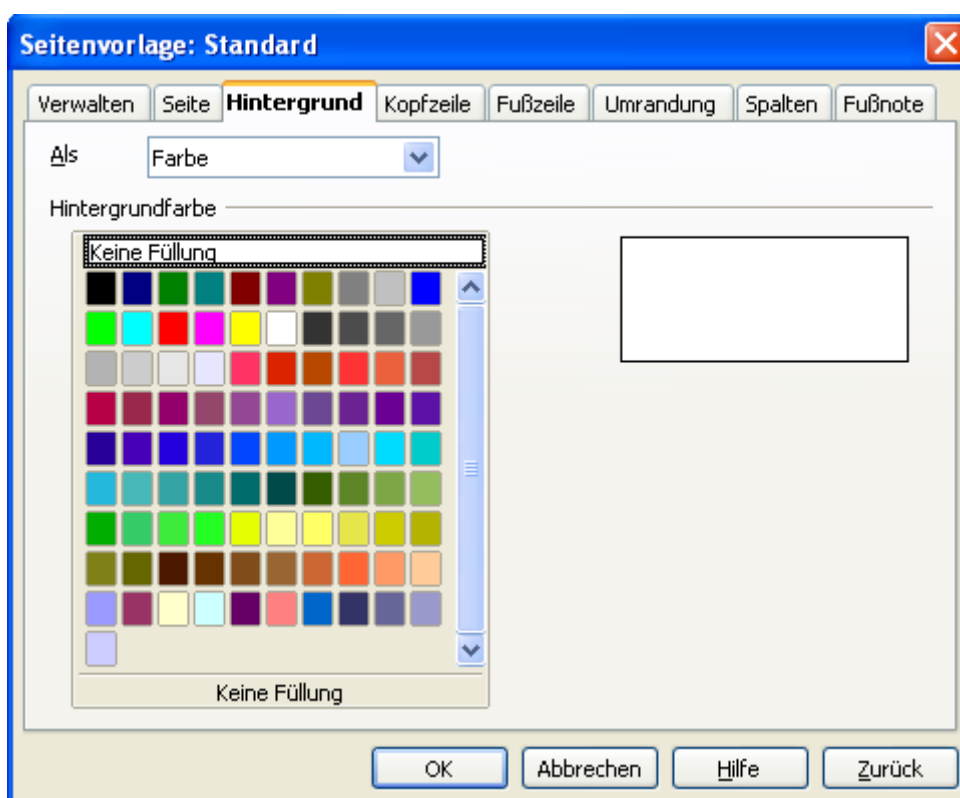 Seitenvorlage: Standard
Verwalten Seite Hintergrund Kopfzeile Fußzeile Umrandung Spalten Fußnote
Als Farbe
Hintergrundfarbe
Keine Füllung
Keine Füllung
OK Abbrechen Hilfe Zurück